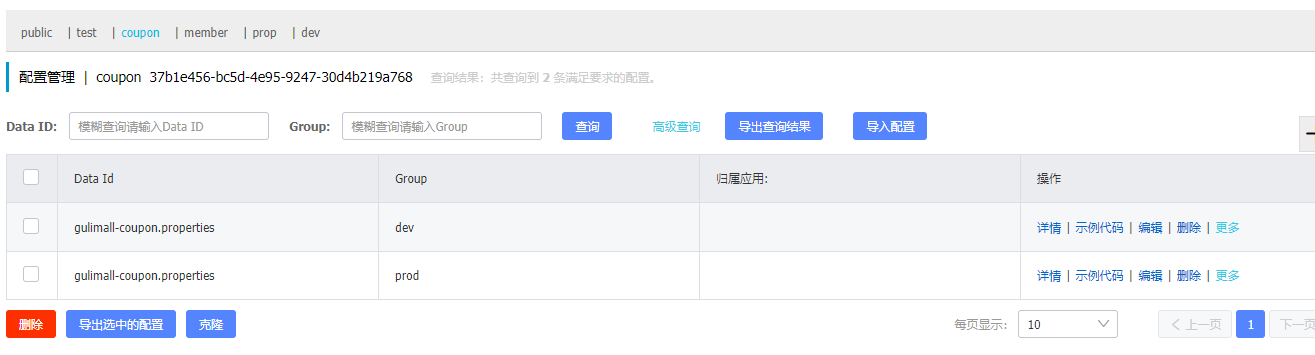 public | test | coupon | member | prop | dev
配置管理 | coupon 37b1e456-bc5d-4e95-9247-30d4b219a768 查询结果：共查询到 2 条满足要求的配置。
Data ID: 模糊查询请输入Data ID Group: 模糊查询请输入Group 查询 高级查询 导出查询结果 导入配置
Data Id Group 归属应用: 操作
gulimall-coupon.properties dev 详情 | 示例代码 | 编辑 | 删除 | 更多
gulimall-coupon.properties prod 详情 | 示例代码 | 编辑 | 删除 | 更多
删除 导出选中的配置 克隆 每页显示： 10 上一页 1 下一页